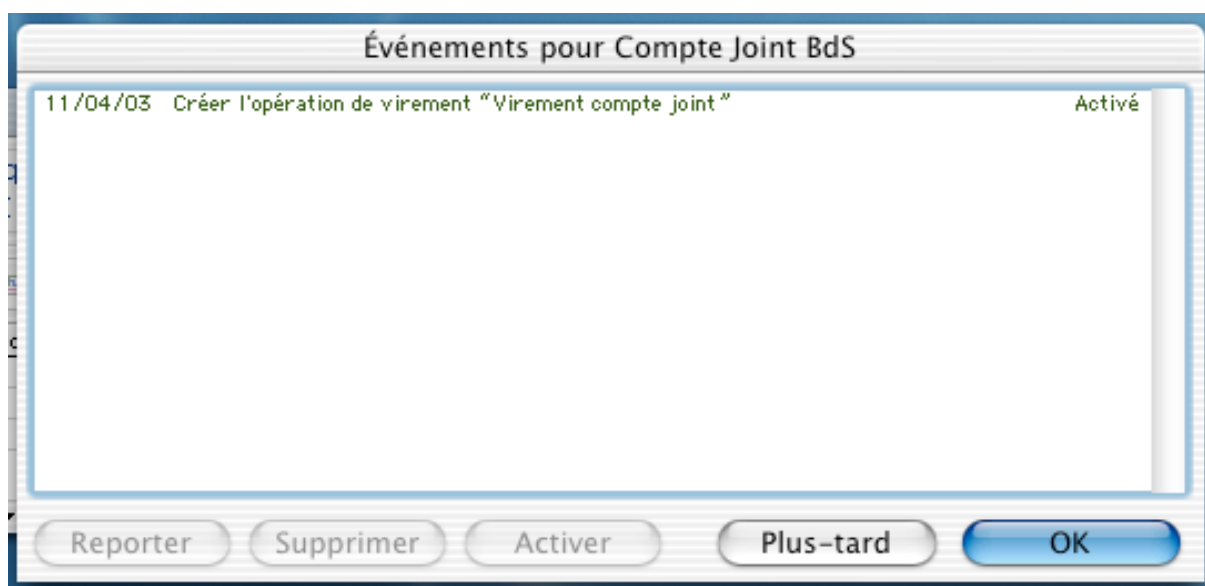 Événements pour Compte Joint BdS
11/04/03 Créer l'opération de virement “Virement compte joint” Activé
Reporter Supprimer Activer Plus-tard OK